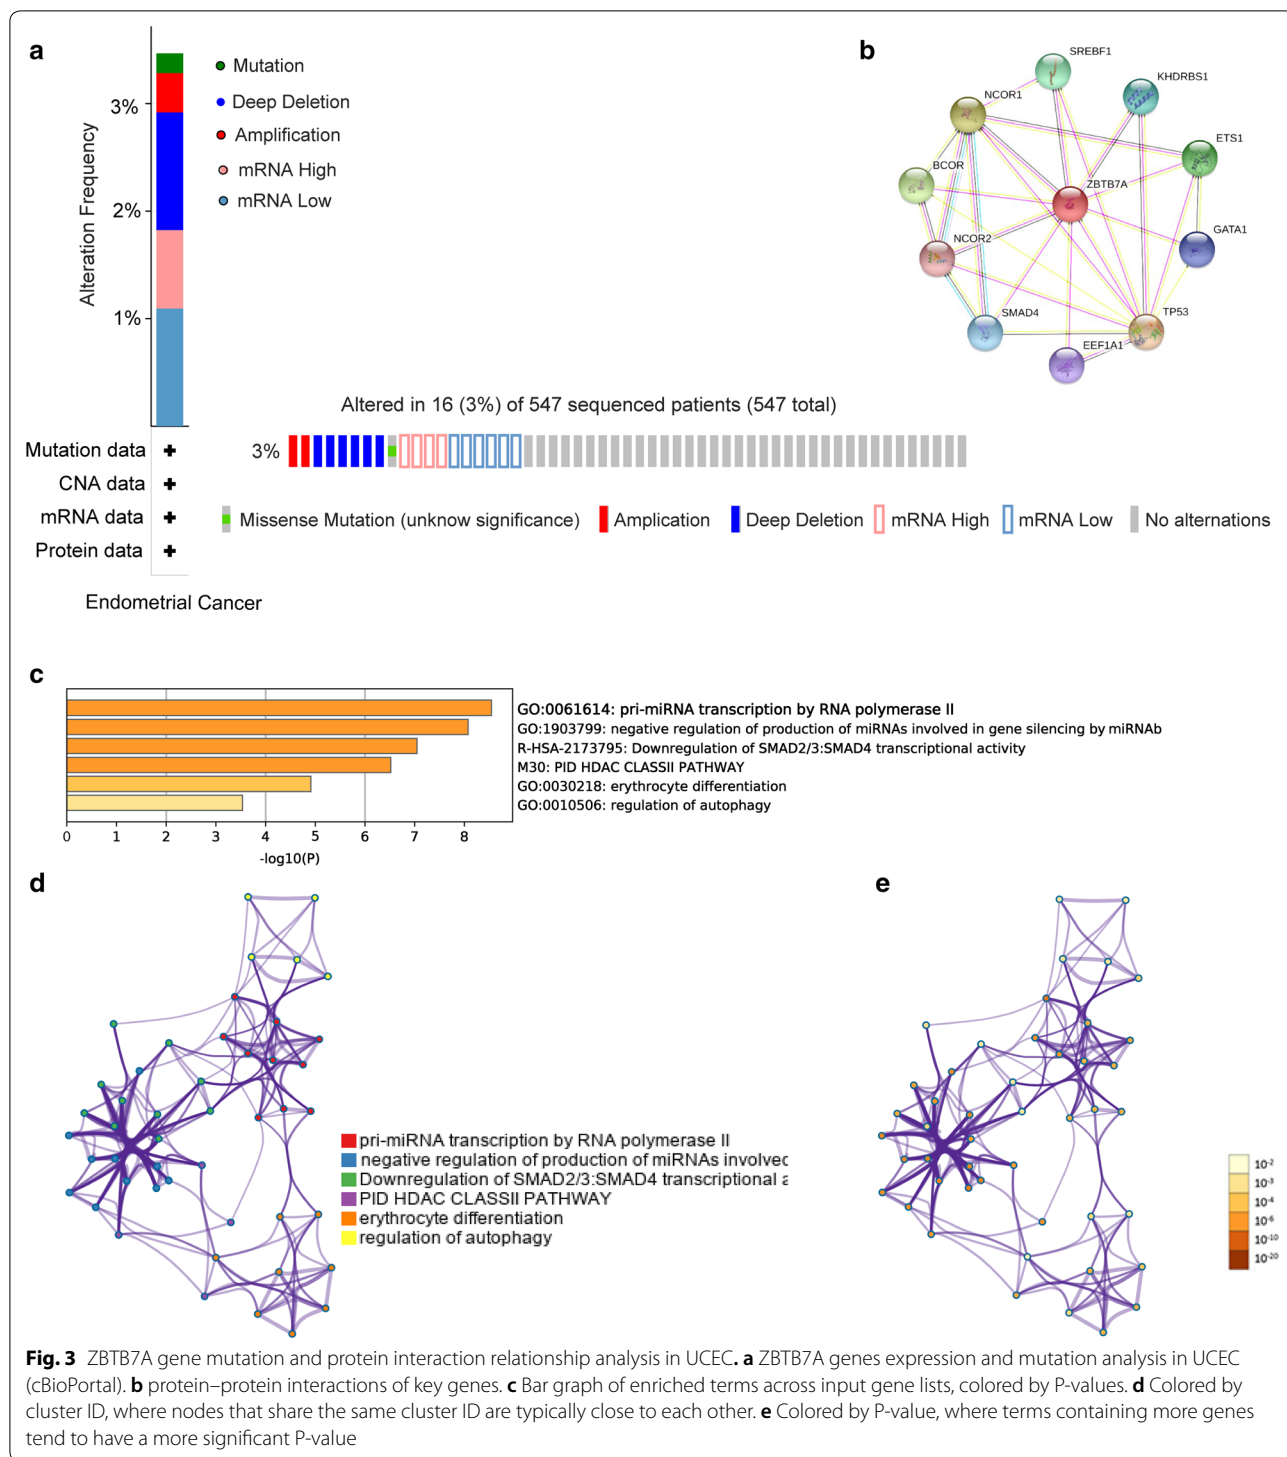 a
Mutation
Deep Deletion
Amplification
mRNA High
mRNA Low
Alteration Frequency
3%
2%
1%
b
SREBF1
KHDRBS1
NCOR1
ETS1
BCOR
ZBTB7A
GATA1
NCOR2
SMAD4
TP53
EEF1A1
Altered in 16 (3%) of 547 sequenced patients (547 total)
Mutation data +
CNA data +
mRNA data +
Protein data +
3%
Missense Mutation (unknow significance) Amplication Deep Deletion mRNA High mRNA Low No alternations
Endometrial Cancer
c
GO:0061614: pri-miRNA transcription by RNA polymerase II
GO:1903799: negative regulation of production of miRNAs involved in gene silencing by miRNAb
R-HSA-2173795: Downregulation of SMAD2/3:SMAD4 transcriptional activity
M30: PID HDAC CLASSII PATHWAY
GO:0030218: erythrocyte differentiation
GO:0010506: regulation of autophagy
0 1 2 3 4 5 6 7 8
-log10(P)
d
pri-miRNA transcription by RNA polymerase II
negative regulation of production of miRNAs involved
Downregulation of SMAD2/3:SMAD4 transcriptional a
PID HDAC CLASSII PATHWAY
erythrocyte differentiation
regulation of autophagy
e
10-2
10-3
10-4
10-6
10-10
10-20
Fig. 3 ZBTB7A gene mutation and protein interaction relationship analysis in UCEC. a ZBTB7A genes expression and mutation analysis in UCEC
(cBioPortal). b protein–protein interactions of key genes. c Bar graph of enriched terms across input gene lists, colored by P-values. d Colored by
cluster ID, where nodes that share the same cluster ID are typically close to each other. e Colored by P-value, where terms containing more genes
tend to have a more significant P-value